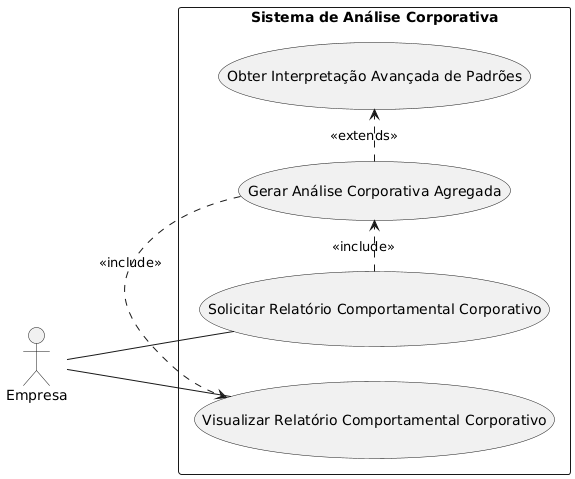 Sistema de Análise Corporativa
Obter Interpretação Avançada de Padrões
«extends»
Gerar Análise Corporativa Agregada
«include»
«include»
Solicitar Relatório Comportamental Corporativo
Empresa
Visualizar Relatório Comportamental Corporativo